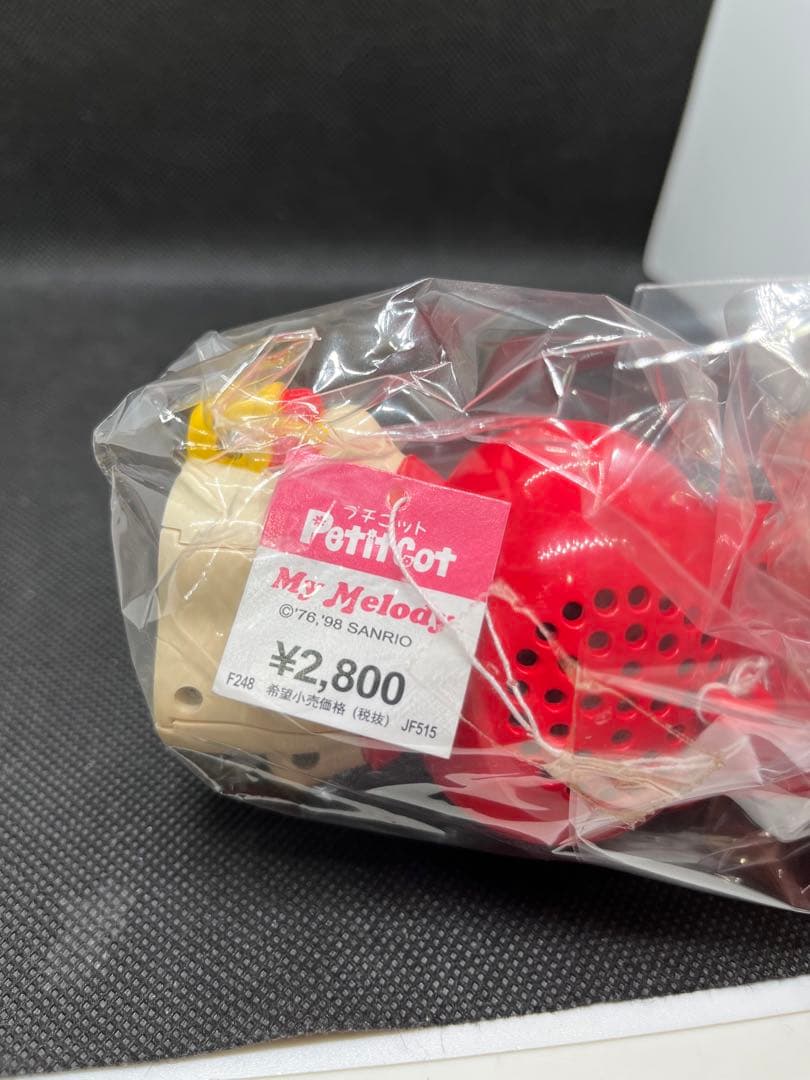 プチコット
PetitCot
My Melody
©'76,'98 SANRIO
¥2,800
F248 希望小売価格（税抜） JF515